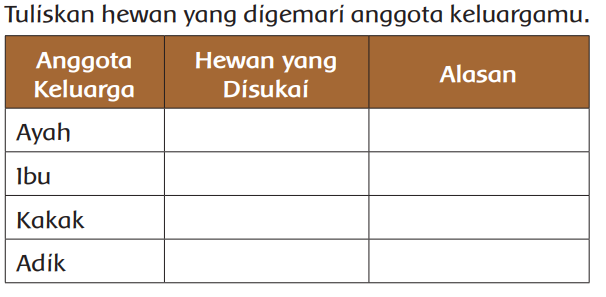 Tuliskan hewan yang digemari anggota keluargamu.
Anggota Keluarga
Hewan yang Disukai
Alasan
Ayah
Ibu
Kakak
Adik